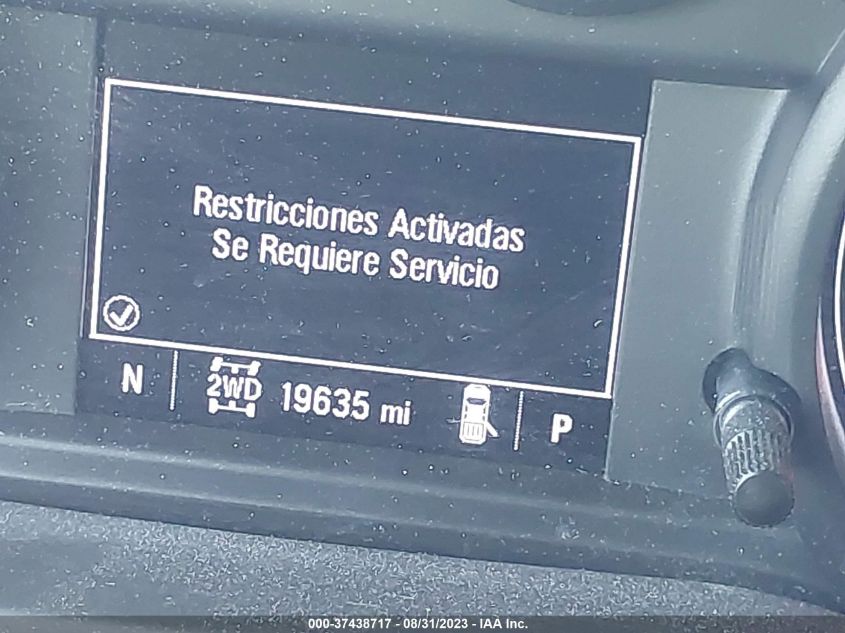 Restricciones Activadas
Se Requiere Servicio
N 2WD 19635 mi P
000-37438717 - 08/31/2023 - IAA Inc.